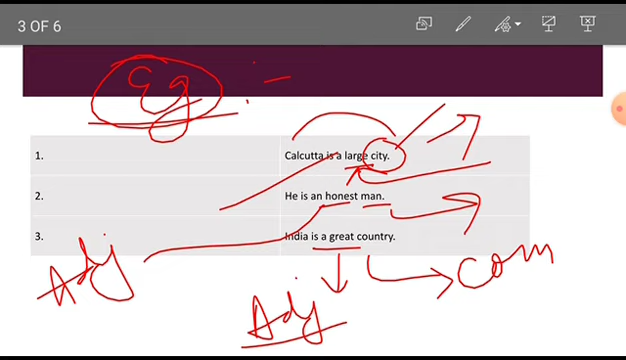 3 OF 6
Eg :-
1. Calcutta is a large city.
2. He is an honest man.
3. India is a great country.
Adj
com
Adj